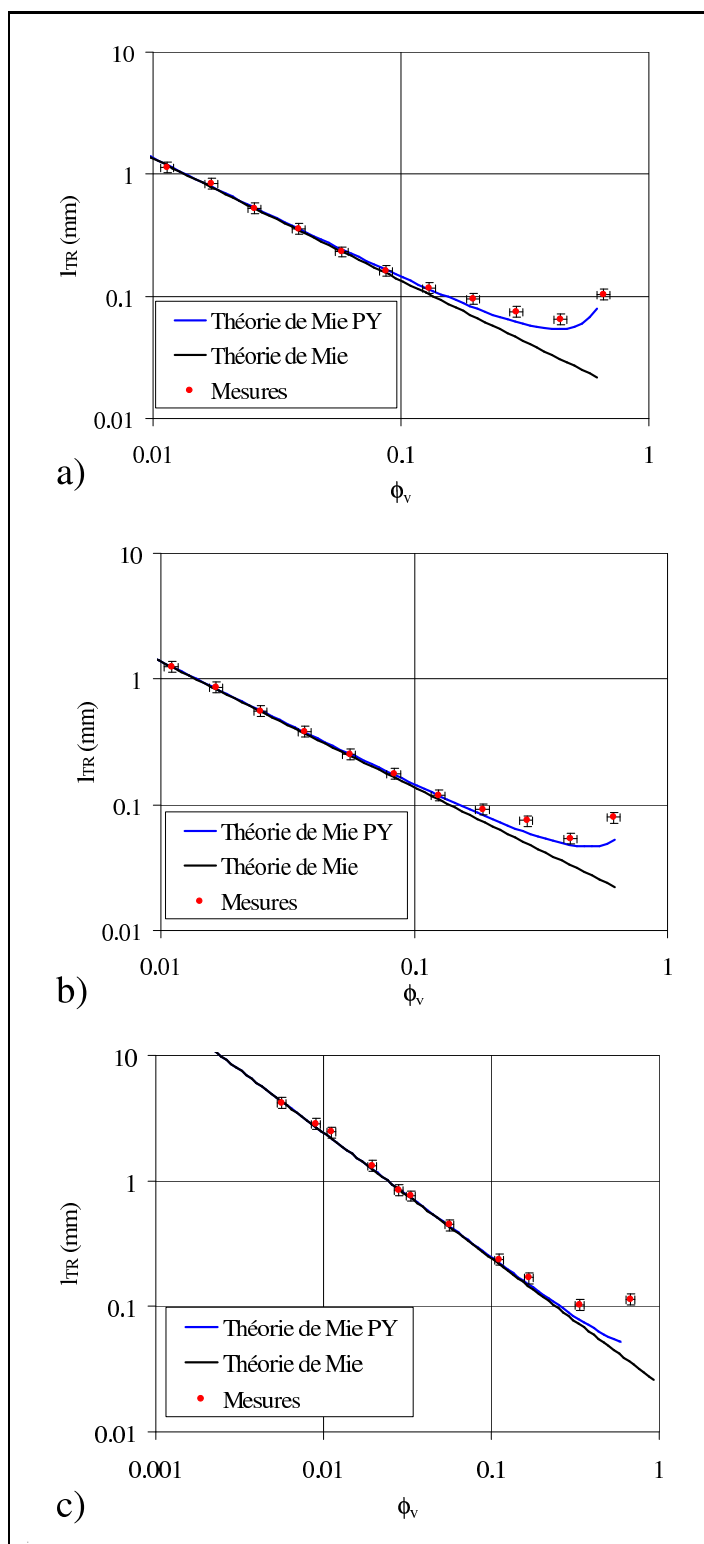 10
1
0.1
0.01
l_TR (mm)
Théorie de Mie PY
Théorie de Mie
Mesures
0.01 0.1 1
a)
ϕ_v
10
1
0.1
0.01
l_TR (mm)
Théorie de Mie PY
Théorie de Mie
Mesures
0.01 0.1 1
b)
ϕ_v
10
1
0.1
0.01
l_TR (mm)
Théorie de Mie PY
Théorie de Mie
Mesures
0.001 0.01 0.1 1
c)
ϕ_v